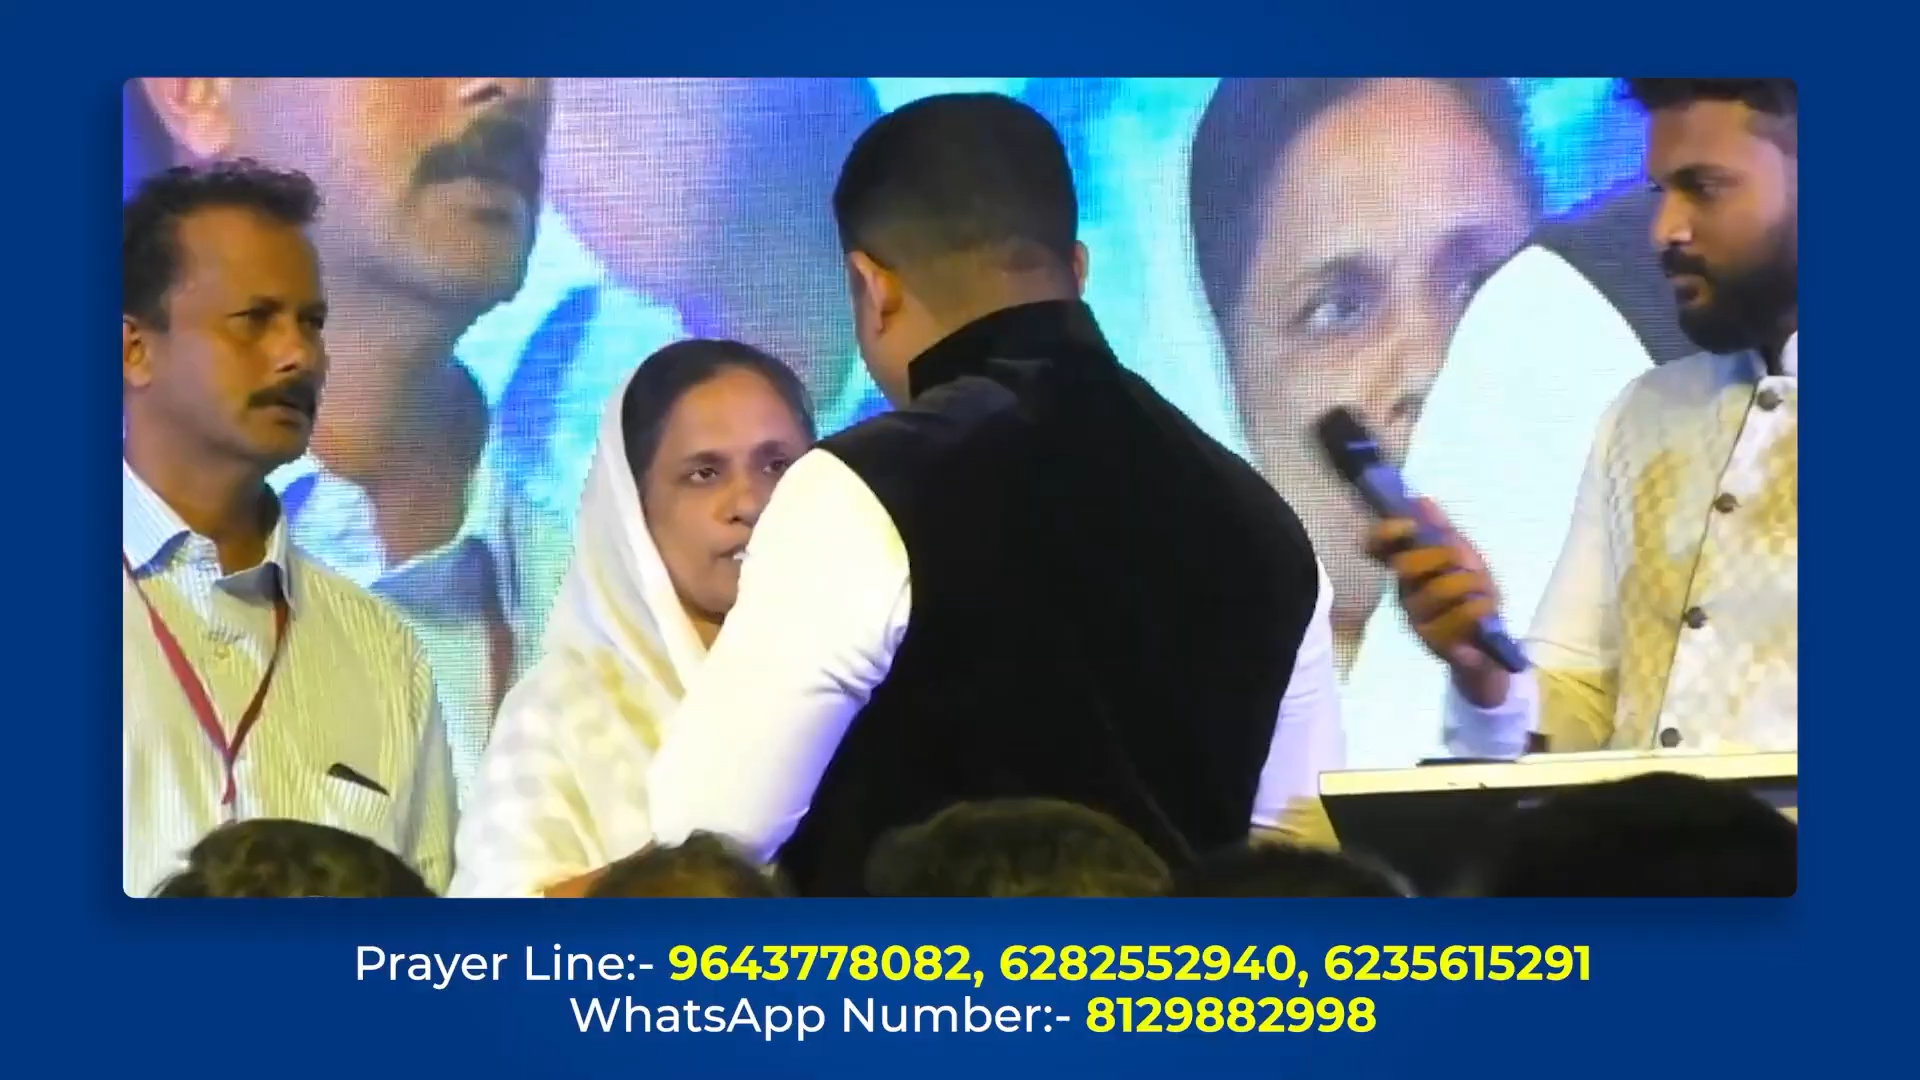 Prayer Line:- 9643778082, 6282552940, 6235615291
WhatsApp Number:- 8129882998